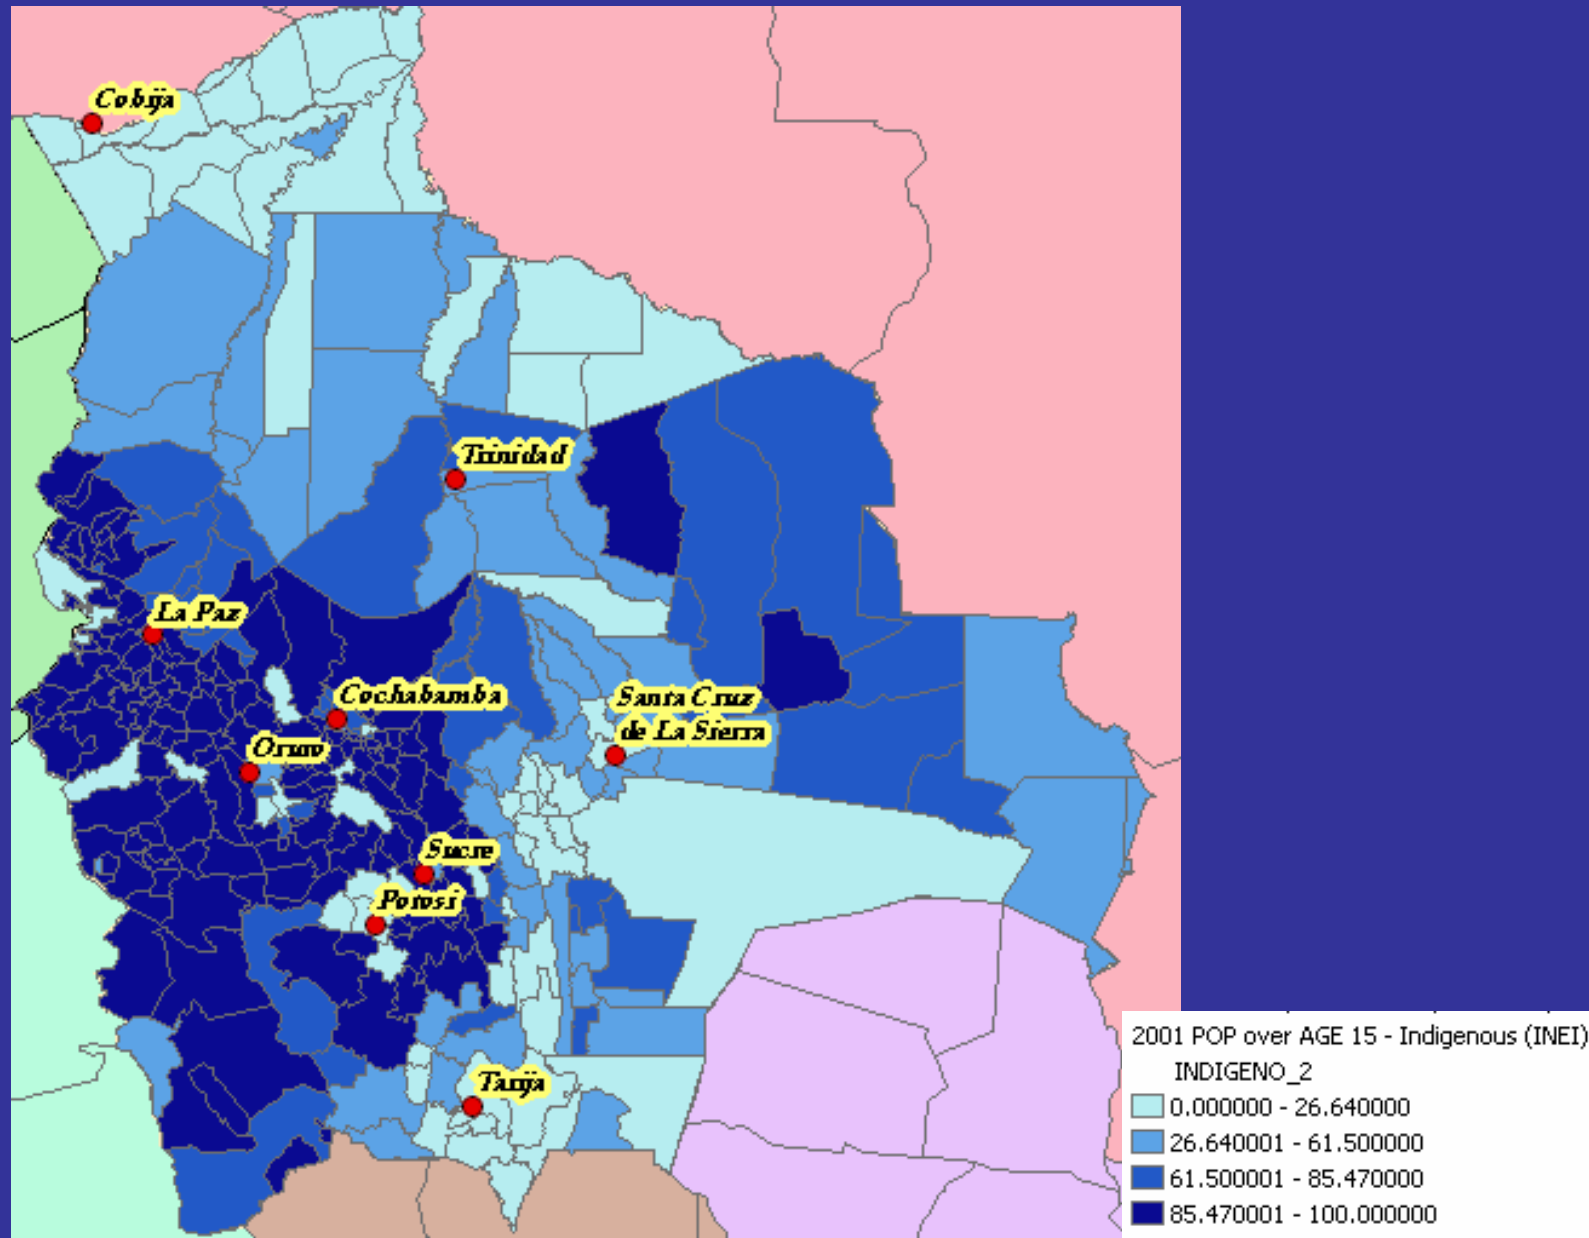 Cobija
Trinidad
La Paz
Cochabamba
Santa Cruz
de La Sierra
Oruro
Sucre
Potosi
Tarija
2001 POP over AGE 15 - Indigenous (INEI)
INDIGENO_2
0.000000 - 26.640000
26.640001 - 61.500000
61.500001 - 85.470000
85.470001 - 100.000000